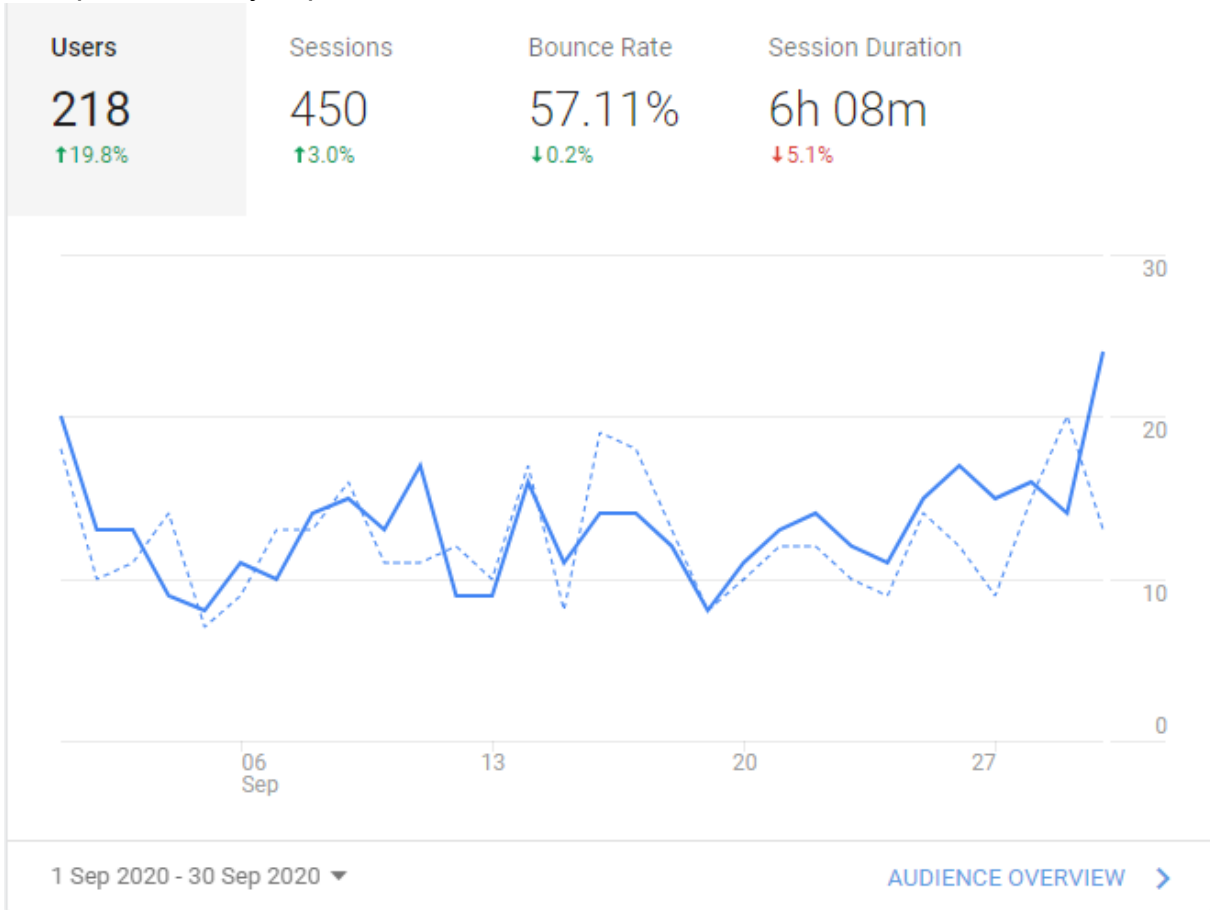 Users Sessions Bounce Rate Session Duration
218 450 57.11% 6h 08m
↑19.8% ↑3.0% ↓0.2% ↓5.1%
30
20
10
0
06 13 20 27
Sep
1 Sep 2020 - 30 Sep 2020
AUDIENCE OVERVIEW